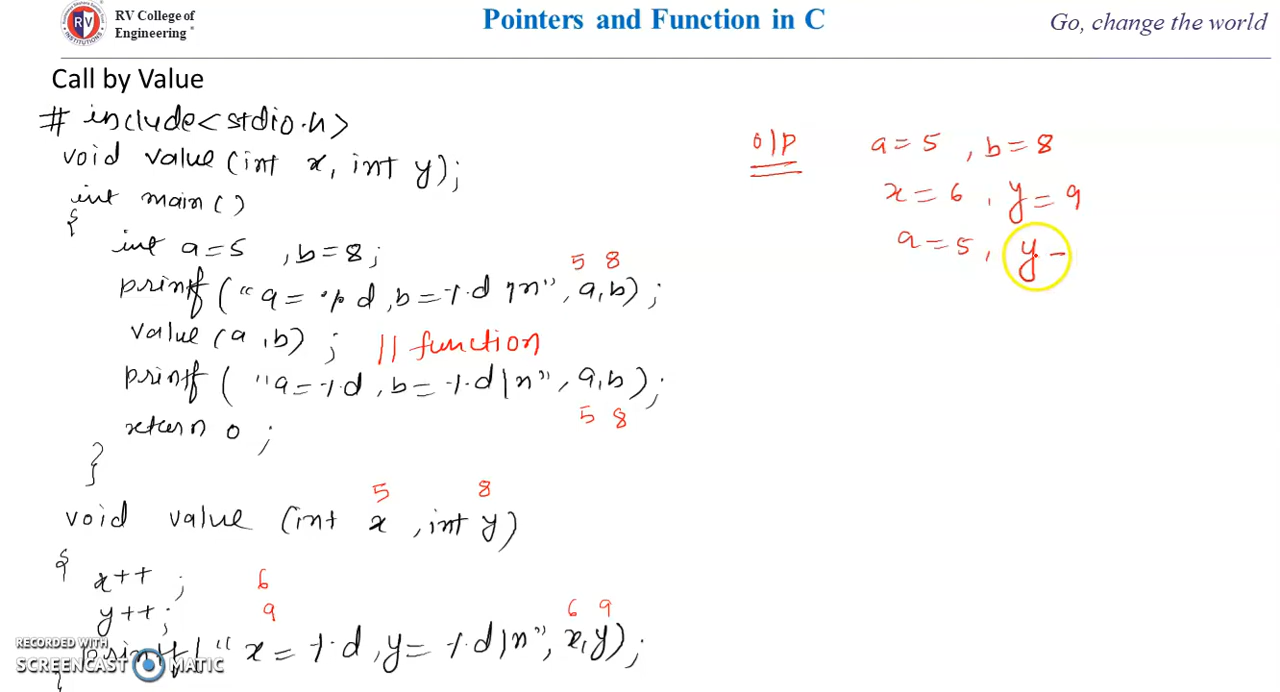 RV College of
Engineering
Pointers and Function in C
Go, change the world
Call by Value
# include<stdio.h>
void value (int x, int y);
int main ()
{
int a=5 , b=8;
5 8
printf ("a= %d , b=%d \n", a,b);
value (a ,b) ; // function
printf ( "a=%d , b=%d\n", a,b);
5 8
return 0 ;
}
5 8
void value (int x , int y)
{
x++ ; 6
y++; 9
6 9
printf( " x = %d , y = %d\n", x,y);
o/p a=5 , b=8
x=6 , y=9
a=5, y-
RECORDED WITH
SCREENCAST MATIC